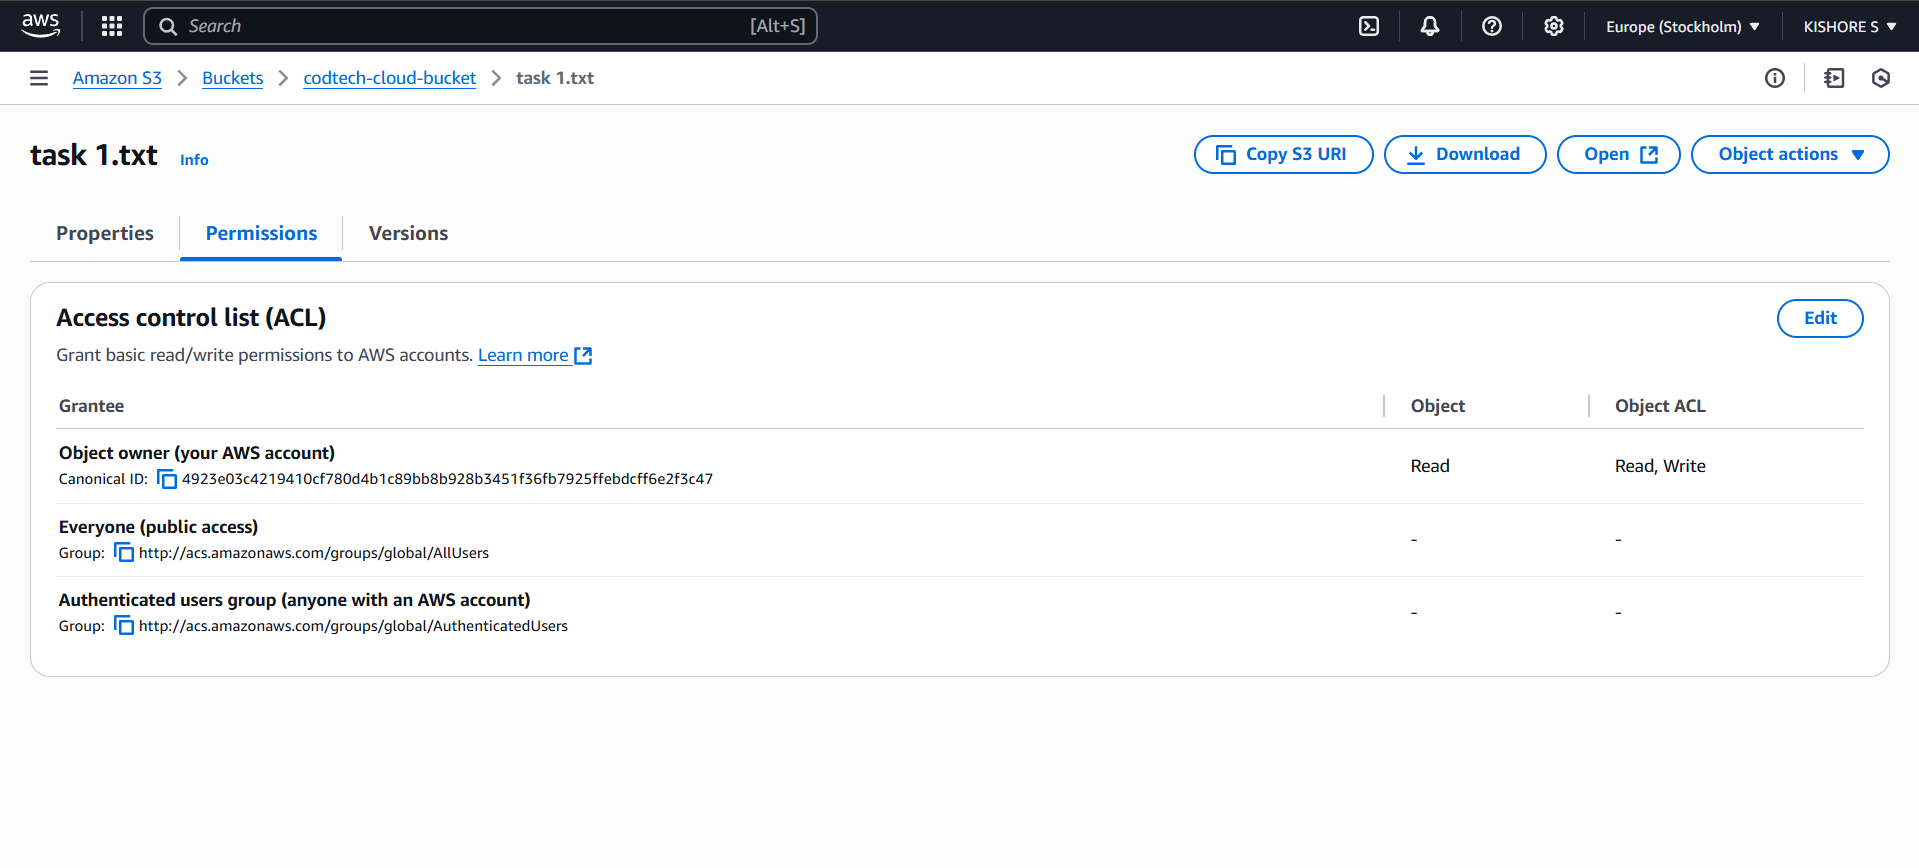 aws Search [Alt+S] Europe (Stockholm) KISHORE S
Amazon S3 Buckets codtech-cloud-bucket task 1.txt
task 1.txt Info Copy S3 URI Download Open Object actions
Properties Permissions Versions
Access control list (ACL) Edit
Grant basic read/write permissions to AWS accounts. Learn more
Grantee Object Object ACL
Object owner (your AWS account)
Canonical ID: 4923e03c4219410cf780d4b1c89bb8b928b3451f36fb7925ffebdcff6e2f3c47 Read Read, Write
Everyone (public access)
Group: http://acs.amazonaws.com/groups/global/AllUsers - -
Authenticated users group (anyone with an AWS account)
Group: http://acs.amazonaws.com/groups/global/AuthenticatedUsers - -